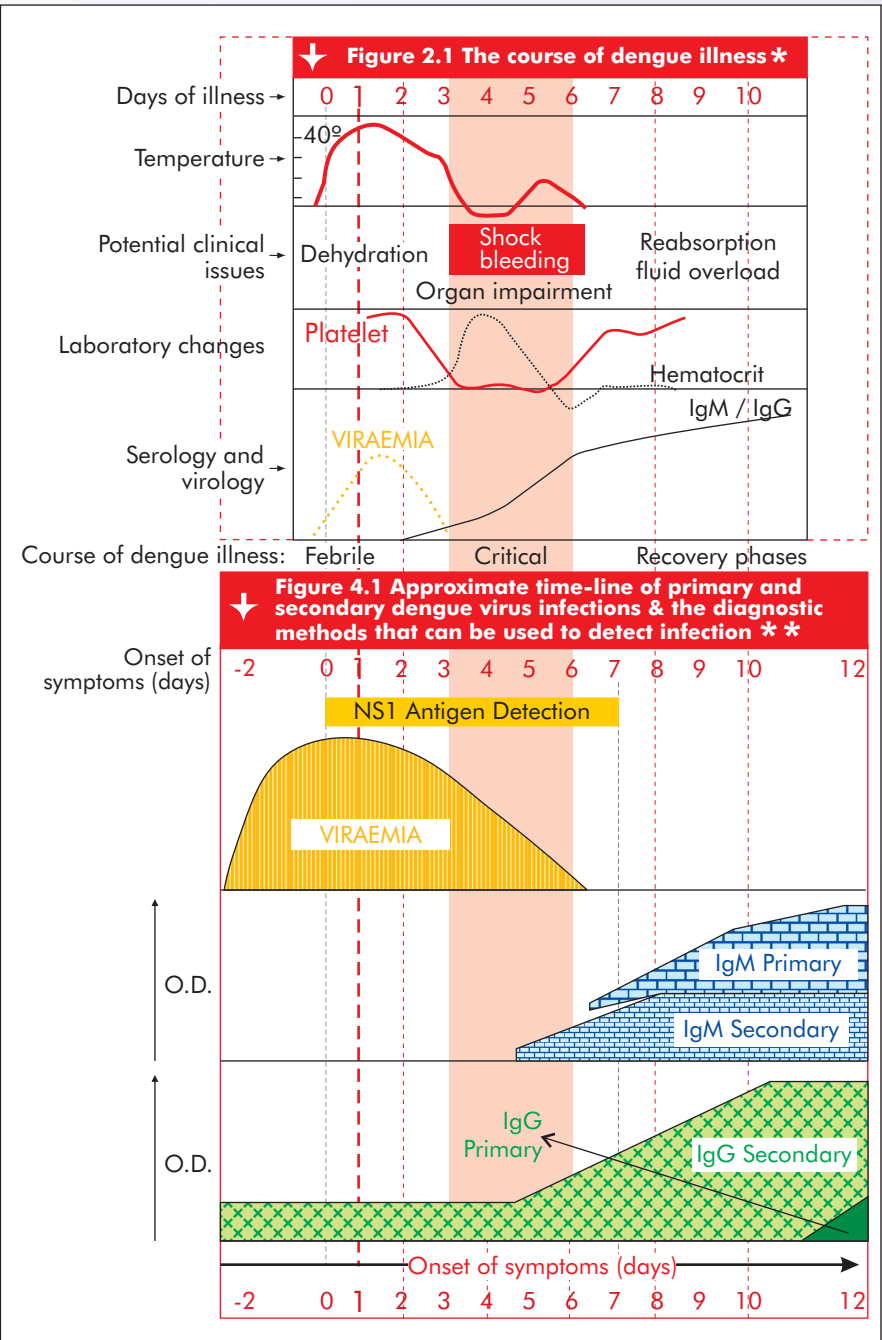 Figure 2.1 The course of dengue illness*
Days of illness
0 1 2 3 4 5 6 7 8 9 10
Temperature
40º
Potential clinical
issues
Dehydration
Shock
bleeding
Reabsorption
fluid overload
Organ impairment
Laboratory changes
Platelet
Hematocrit
IgM / IgG
Serology and
virology
VIRAEMIA
Course of dengue illness: Febrile Critical Recovery phases
Figure 4.1 Approximate time-line of primary and
secondary dengue virus infections & the diagnostic
methods that can be used to detect infection **
Onset of
symptoms (days)
-2 0 1 2 3 4 5 6 7 8 9 10 12
NS1 Antigen Detection
VIRAEMIA
O.D.
IgM Primary
IgM Secondary
O.D.
IgG
Primary
IgG Secondary
Onset of symptoms (days)
-2 0 1 2 3 4 5 6 7 8 9 10 12